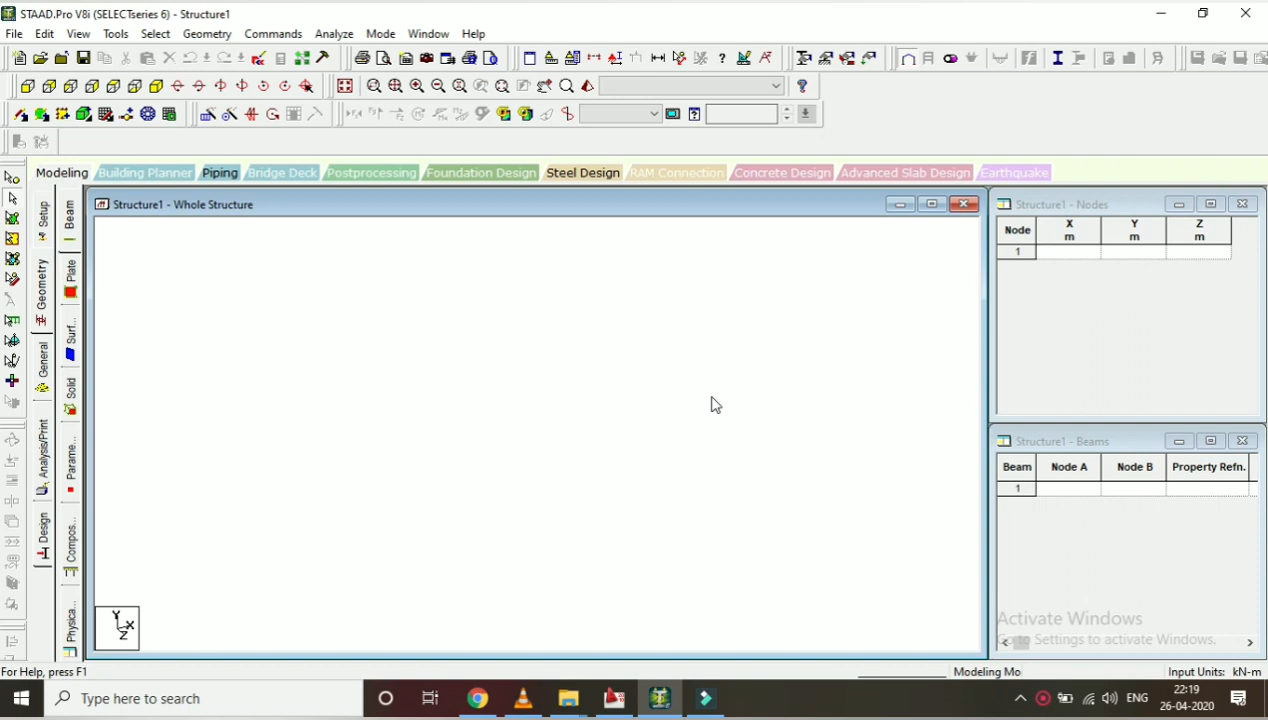 STAAD.Pro V8i (SELECTseries 6) - Structure1
File Edit View Tools Select Geometry Commands Analyze Mode Window Help
Modeling Building Planner Piping Bridge Deck Postprocessing Foundation Design Steel Design RAM Connection Concrete Design Advanced Slab Design Earthquake
Setup
Geometry
General
Analysis/Print
Design
Beam
Plate
Surf...
Solid
Parame...
Compos...
Physica...
Structure1 - Whole Structure
Y
X
Z
Structure1 - Nodes
Node X m Y m Z m
1
Structure1 - Beams
Beam Node A Node B Property Refn.
1
Activate Windows
Go to Settings to activate Windows.
For Help, press F1
Modeling Mo
Input Units: kN-m
Type here to search
ENG
22:19
26-04-2020